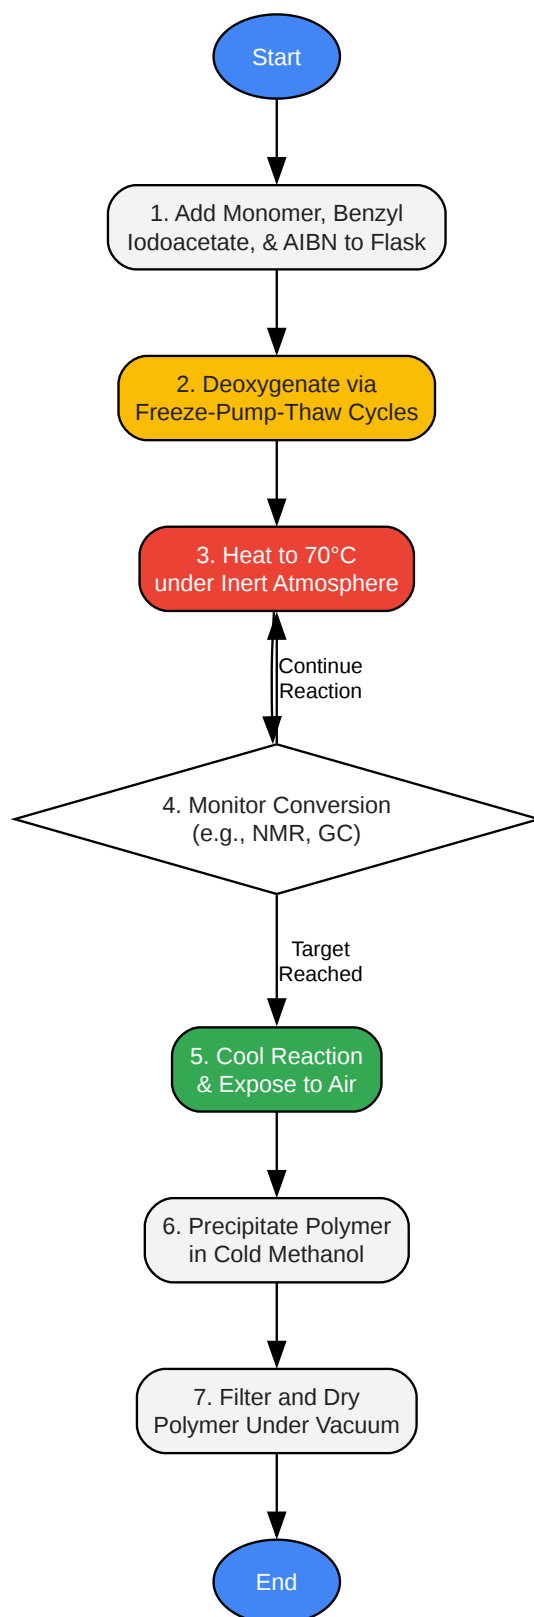 Start
1. Add Monomer, Benzyl
Iodoacetate, & AIBN to Flask
2. Deoxygenate via
Freeze-Pump-Thaw Cycles
3. Heat to 70°C
under Inert Atmosphere
Continue
Reaction
4. Monitor Conversion
(e.g., NMR, GC)
Target
Reached
5. Cool Reaction
& Expose to Air
6. Precipitate Polymer
in Cold Methanol
7. Filter and Dry
Polymer Under Vacuum
End